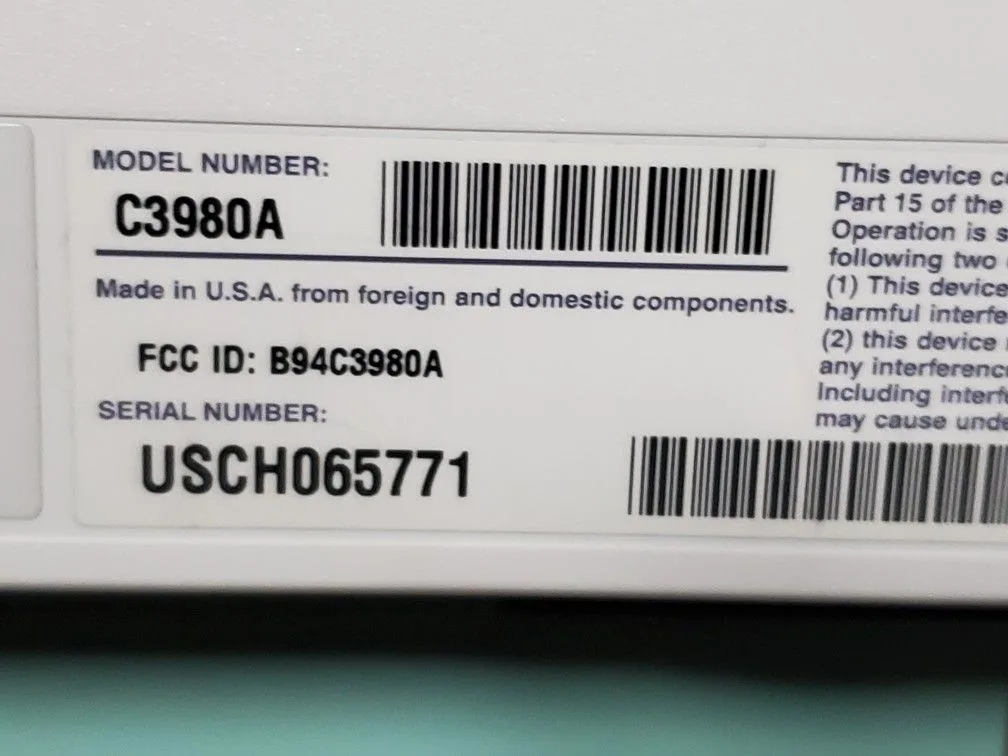 MODEL NUMBER:
C3980A
Made in U.S.A. from foreign and domestic components.
FCC ID: B94C3980A
SERIAL NUMBER:
USCH065771
This device
Part 15 of the
Operation is
following two
(1) This device
harmful
(2) this device
any
Including
may cause